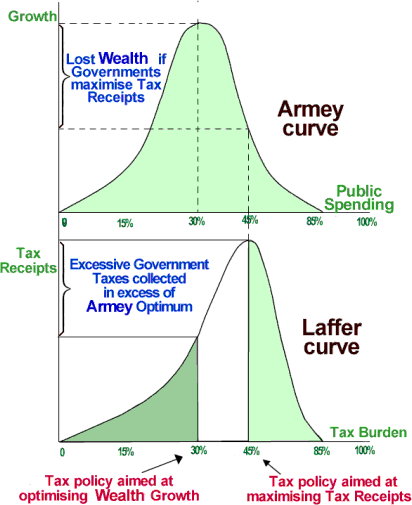 Growth
Lost Wealth if
Governments
maximise Tax
Receipts
Armey
curve
Public
Spending
0 15% 30% 45% 85% 100%
Tax
Receipts
Excessive Government
Taxes collected
in excess of
Armey Optimum
Laffer
curve
Tax Burden
0 15% 30% 45% 85% 100%
Tax policy aimed at
optimising Wealth Growth
Tax policy aimed at
maximising Tax Receipts